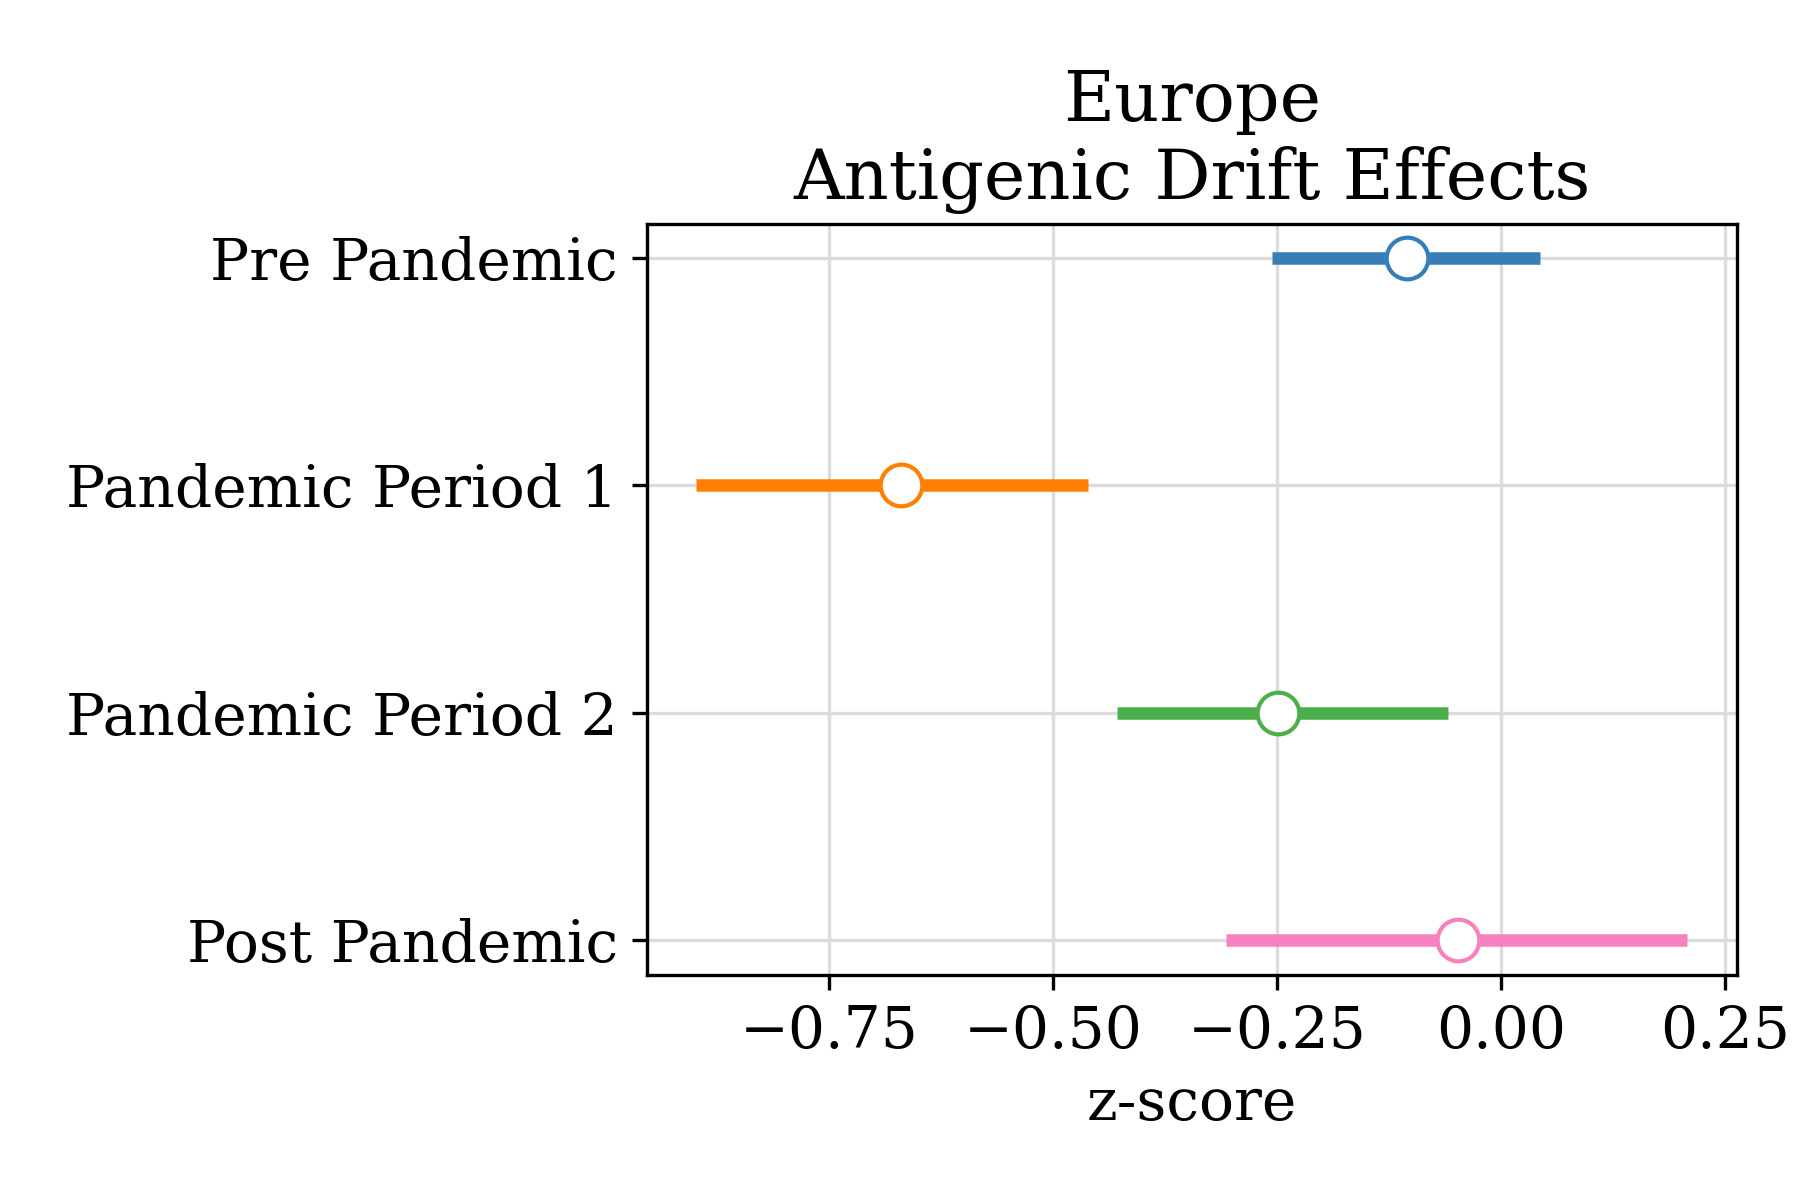 Europe
Antigenic Drift Effects
Pre Pandemic
Pandemic Period 1
Pandemic Period 2
Post Pandemic
−0.75 −0.50 −0.25 0.00 0.25
z-score